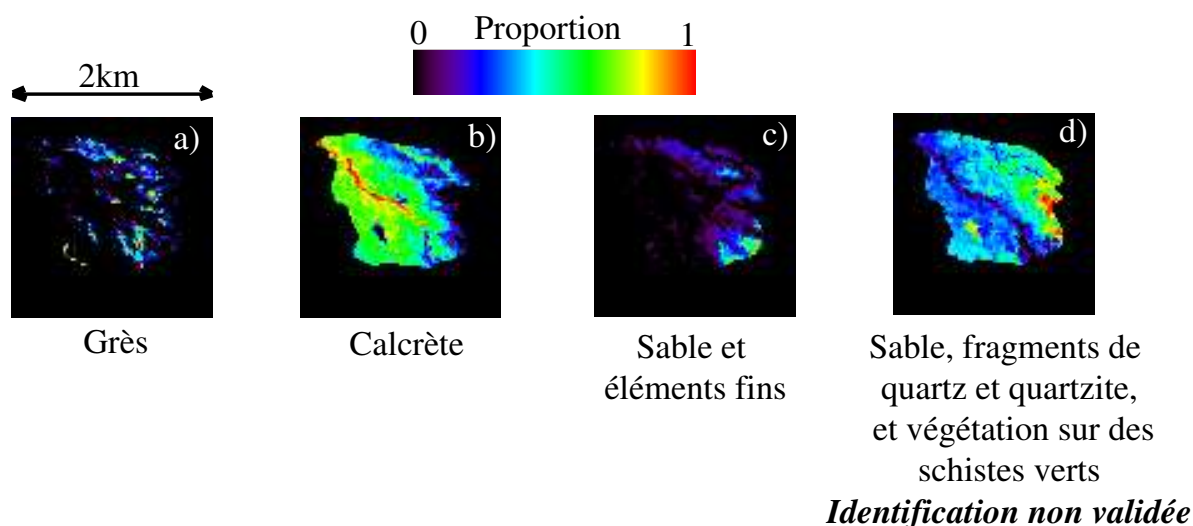 Proportion
0 1
2km
a) b) c) d)
Grès
Calcrète
Sable et
éléments fins
Sable, fragments de
quartz et quartzite,
et végétation sur des
schistes verts
Identification non validée